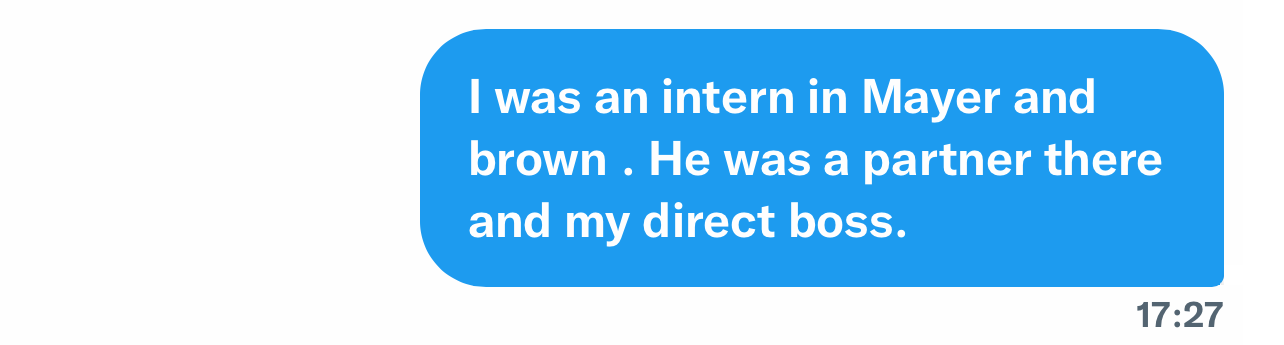 I was an intern in Mayer and
brown . He was a partner there
and my direct boss.
17:27